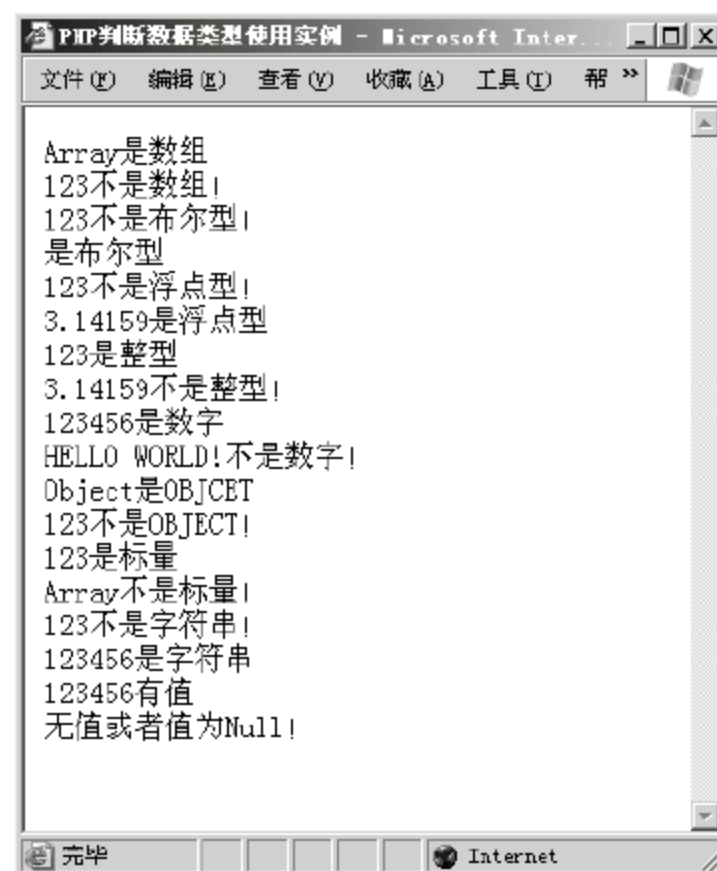 PHP判断数据类型使用实例 - Microsoft Inter...
文件(F) 编辑(E) 查看(V) 收藏(A) 工具(T) 帮 »
Array是数组
123不是数组!
123不是布尔型!
是布尔型
123不是浮点型!
3.14159是浮点型
123是整型
3.14159不是整型!
123456是数字
HELLO WORLD!不是数字!
Object是OBJCET
123不是OBJECT!
123是标量
Array不是标量!
123不是字符串!
123456是字符串
123456有值
无值或者值为Null!
完毕 Internet